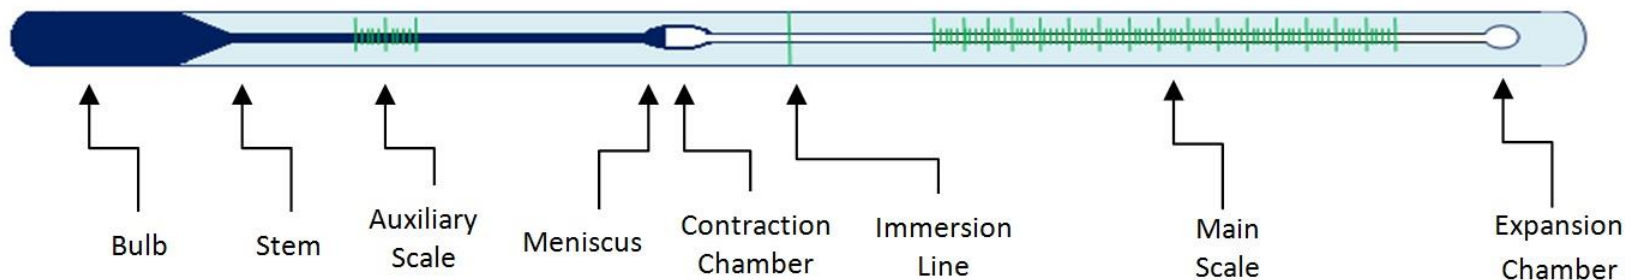 Bulb
Stem
Auxiliary
Scale
Meniscus
Contraction
Chamber
Immersion
Line
Main
Scale
Expansion
Chamber